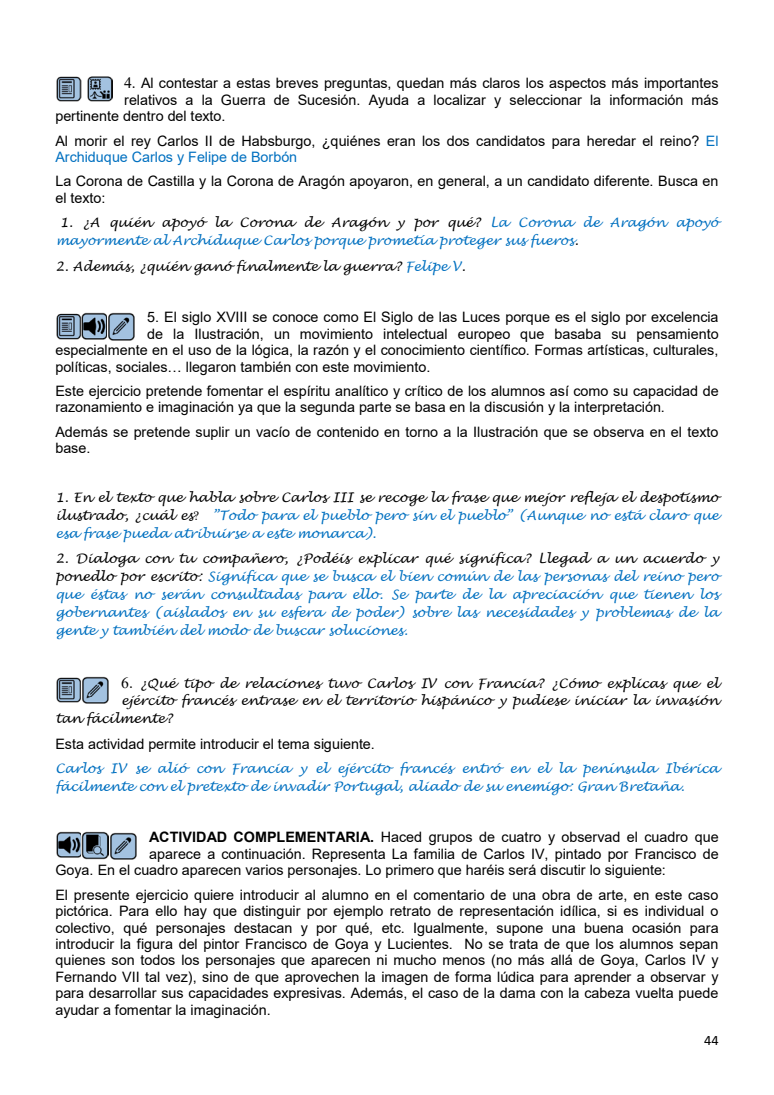 4. Al contestar a estas breves preguntas, quedan más claros los aspectos más importantes
relativos a la Guerra de Sucesión. Ayuda a localizar y seleccionar la información más
pertinente dentro del texto.
Al morir el rey Carlos II de Habsburgo, ¿quiénes eran los dos candidatos para heredar el reino? El
Archiduque Carlos y Felipe de Borbón
La Corona de Castilla y la Corona de Aragón apoyaron, en general, a un candidato diferente. Busca en
el texto:
1. ¿A quién apoyó la Corona de Aragón y por qué? La Corona de Aragón apoyó
mayormente al Archiduque Carlos porque prometía proteger sus fueros.
2. Además, ¿quién ganó finalmente la guerra? Felipe V.
5. El siglo XVIII se conoce como El Siglo de las Luces porque es el siglo por excelencia
de la Ilustración, un movimiento intelectual europeo que basaba su pensamiento
especialmente en el uso de la lógica, la razón y el conocimiento científico. Formas artísticas, culturales,
políticas, sociales… llegaron también con este movimiento.
Este ejercicio pretende fomentar el espíritu analítico y crítico de los alumnos así como su capacidad de
razonamiento e imaginación ya que la segunda parte se basa en la discusión y la interpretación.
Además se pretende suplir un vacío de contenido en torno a la Ilustración que se observa en el texto
base.
1. En el texto que habla sobre Carlos III se recoge la frase que mejor refleja el despotismo
ilustrado, ¿cuál es? ”Todo para el pueblo pero sin el pueblo” (Aunque no está claro que
esa frase pueda atribuirse a este monarca).
2. Dialoga con tu compañero, ¿Podéis explicar qué significa? Llegad a un acuerdo y
ponedlo por escrito: Significa que se busca el bien común de las personas del reino pero
que éstas no serán consultadas para ello. Se parte de la apreciación que tienen los
gobernantes (aislados en su esfera de poder) sobre las necesidades y problemas de la
gente y también del modo de buscar soluciones.
6. ¿Qué tipo de relaciones tuvo Carlos IV con Francia? ¿Cómo explicas que el
ejército francés entrase en el territorio hispánico y pudiese iniciar la invasión
tan fácilmente?
Esta actividad permite introducir el tema siguiente.
Carlos IV se alió con Francia y el ejército francés entró en el la península Ibérica
fácilmente con el pretexto de invadir Portugal, aliado de su enemigo: Gran Bretaña.
ACTIVIDAD COMPLEMENTARIA. Haced grupos de cuatro y observad el cuadro que
aparece a continuación. Representa La familia de Carlos IV, pintado por Francisco de
Goya. En el cuadro aparecen varios personajes. Lo primero que haréis será discutir lo siguiente:
El presente ejercicio quiere introducir al alumno en el comentario de una obra de arte, en este caso
pictórica. Para ello hay que distinguir por ejemplo retrato de representación idílica, si es individual o
colectivo, qué personajes destacan y por qué, etc. Igualmente, supone una buena ocasión para
introducir la figura del pintor Francisco de Goya y Lucientes. No se trata de que los alumnos sepan
quienes son todos los personajes que aparecen ni mucho menos (no más allá de Goya, Carlos IV y
Fernando VII tal vez), sino de que aprovechen la imagen de forma lúdica para aprender a observar y
para desarrollar sus capacidades expresivas. Además, el caso de la dama con la cabeza vuelta puede
ayudar a fomentar la imaginación.
44